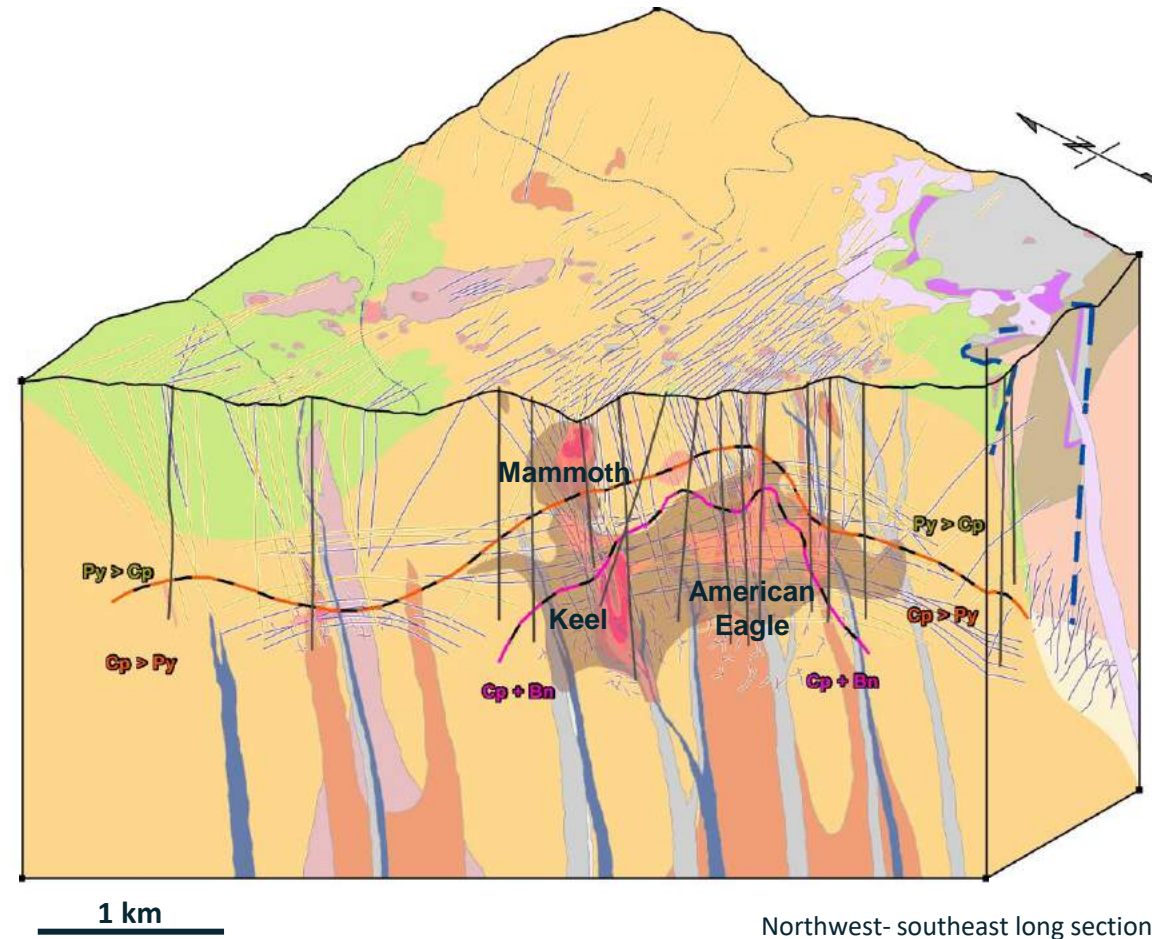 N
Mammoth
Py > Cp
Py > Cp
American
Eagle
Keel
Cp > Py
Cp > Py
Cp + Bn
Cp + Bn
1 km
Northwest- southeast long section